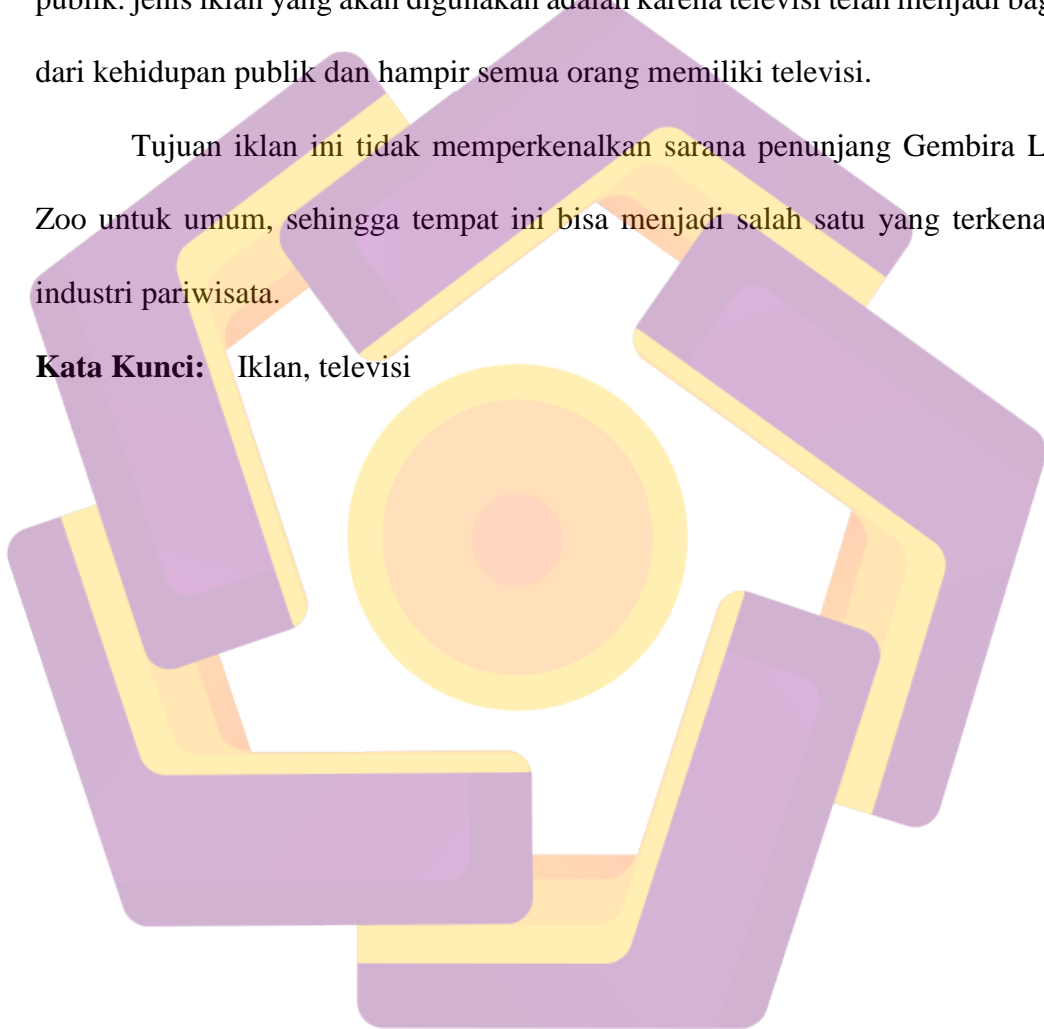 publik. jenis iklan yang akan digunakan adalah karena televisi telah menjadi
dari kehidupan publik dan hampir semua orang memiliki televisi.
Tujuan iklan ini tidak memperkenalkan sarana penunjang Gembira
Zoo untuk umum, sehingga tempat ini bisa menjadi salah satu yang
industri pariwisata.
Kata Kunci: Iklan, televisi